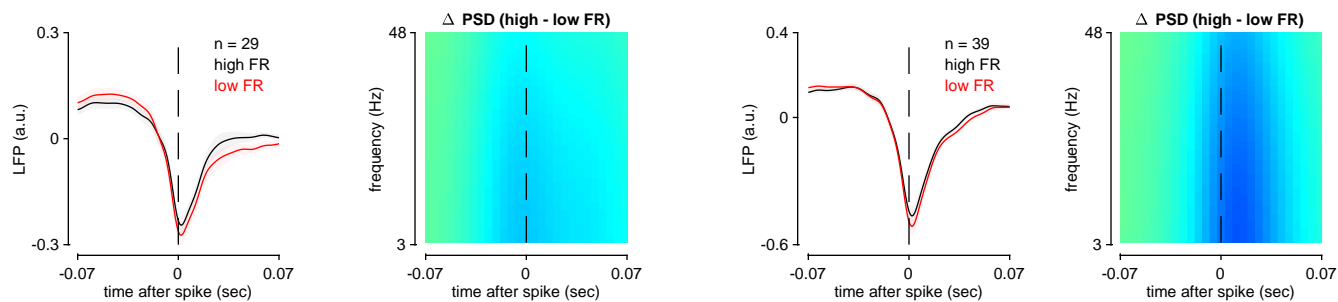 0.3
n = 29
high FR
low FR
0
-0.3
LFP (a.u.)
-0.07
0
0.07
time after spike (sec)
Δ PSD (high - low FR)
48
frequency (Hz)
3
-0.07
0
0.07
time after spike (sec)
0.4
n = 39
high FR
low FR
0
-0.6
LFP (a.u.)
-0.07
0
0.07
time after spike (sec)
Δ PSD (high - low FR)
48
frequency (Hz)
3
-0.07
0
0.07
time after spike (sec)